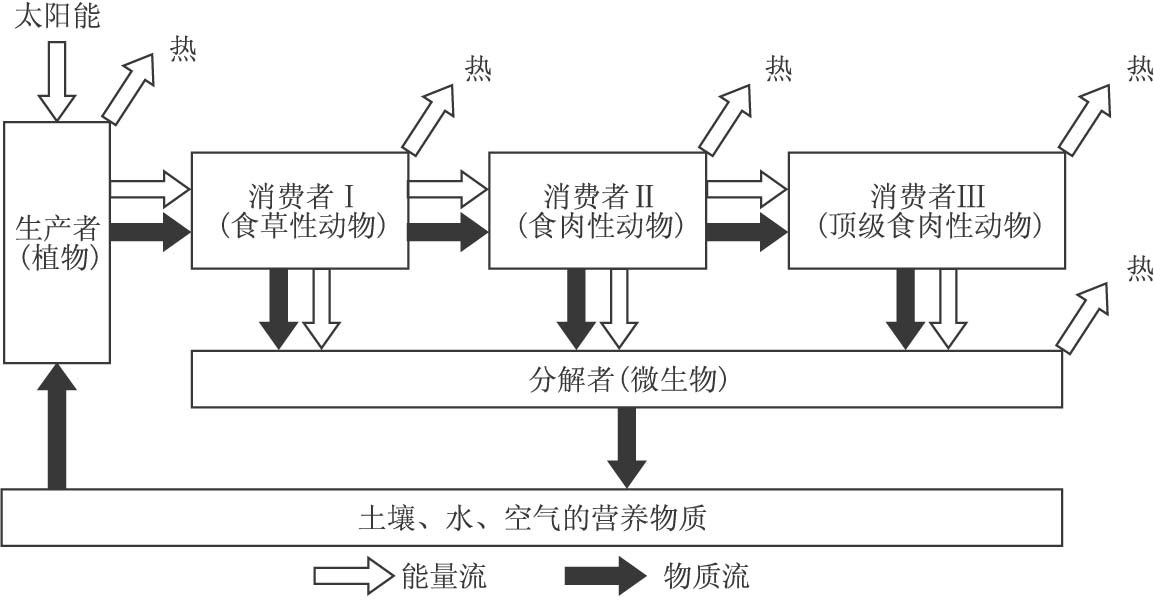 太阳能
热
热
热
热
生产者
(植物)
消费者Ⅰ
(食草性动物)
消费者Ⅱ
(食肉性动物)
消费者Ⅲ
(顶级食肉性动物)
热
分解者(微生物)
土壤、水、空气的营养物质
能量流
物质流